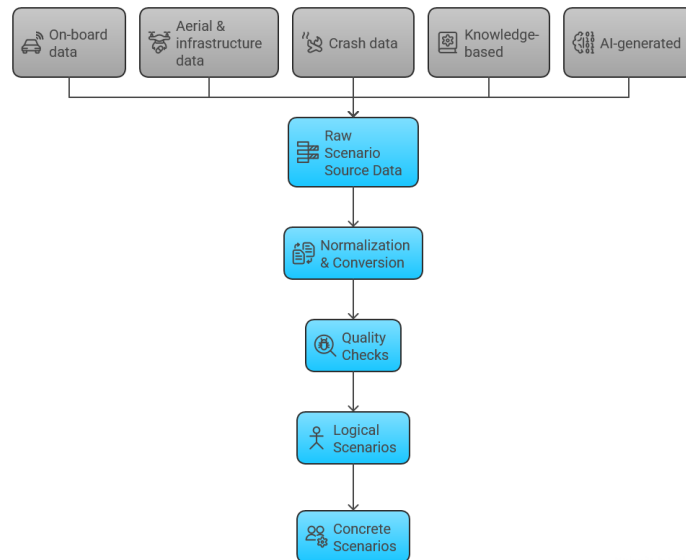 On-board
data
Aerial &
infrastructure
data
Crash data
Knowledge-
based
AI-generated
Raw
Scenario
Source Data
Normalization
& Conversion
Quality
Checks
Logical
Scenarios
Concrete
Scenarios